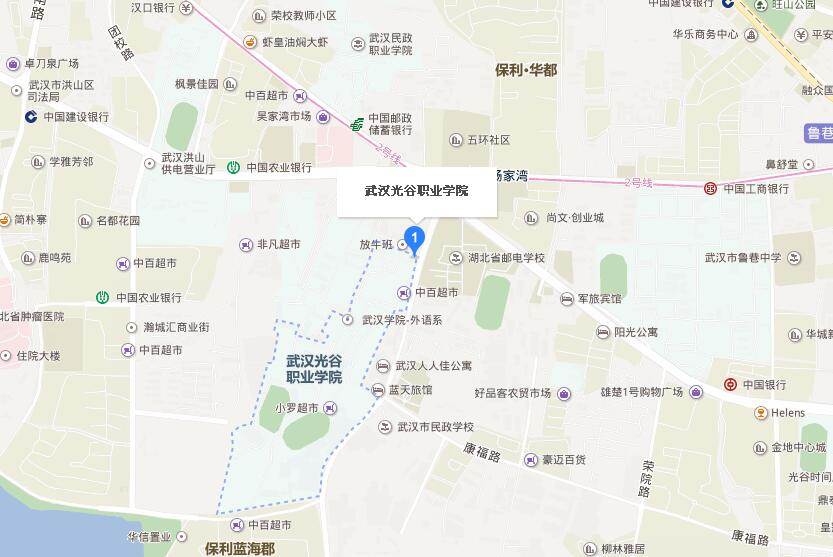 南路
汉口银行
荣校教师小区
中国建设银行
旺山公园
团校路
虾皇油焖大虾
武汉民政
职业学院
华乐商务中心
平安
卓刀泉广场
保利·华都
武汉市洪山区
司法局
枫景佳园
中百超市
融众国
中国建设银行
吴家湾市场
中国邮政
储蓄银行
鲁巷
五环社区
2号线
学雅芳邻
武汉洪山
供电营业厅
中国农业银行
鼻舒堂
杨家湾
2号线
中国工商银行
武汉光谷职业学院
简朴寨
名都花园
尚文·创业城
1
非凡超市
放牛班
鹿鸣苑
中百超市
湖北省邮电学校
武汉市鲁巷中学
中国农业银行
中百超市
军旅宾馆
北省肿瘤医院
瀚城汇商业街
武汉学院-外语系
阳光公寓
华城新
住院大楼
中百超市
武汉光谷
职业学院
武汉人人佳公寓
蓝天旅馆
好品客农贸市场
雄楚1号购物广场
中国银行
小罗超市
Helens
武汉市民政学校
康福路
金地中心城
豪迈百货
荣院路
光谷时间
鼎泰
中百超市
华信置业
保利蓝海郡
柳林雅居
康福路
皇